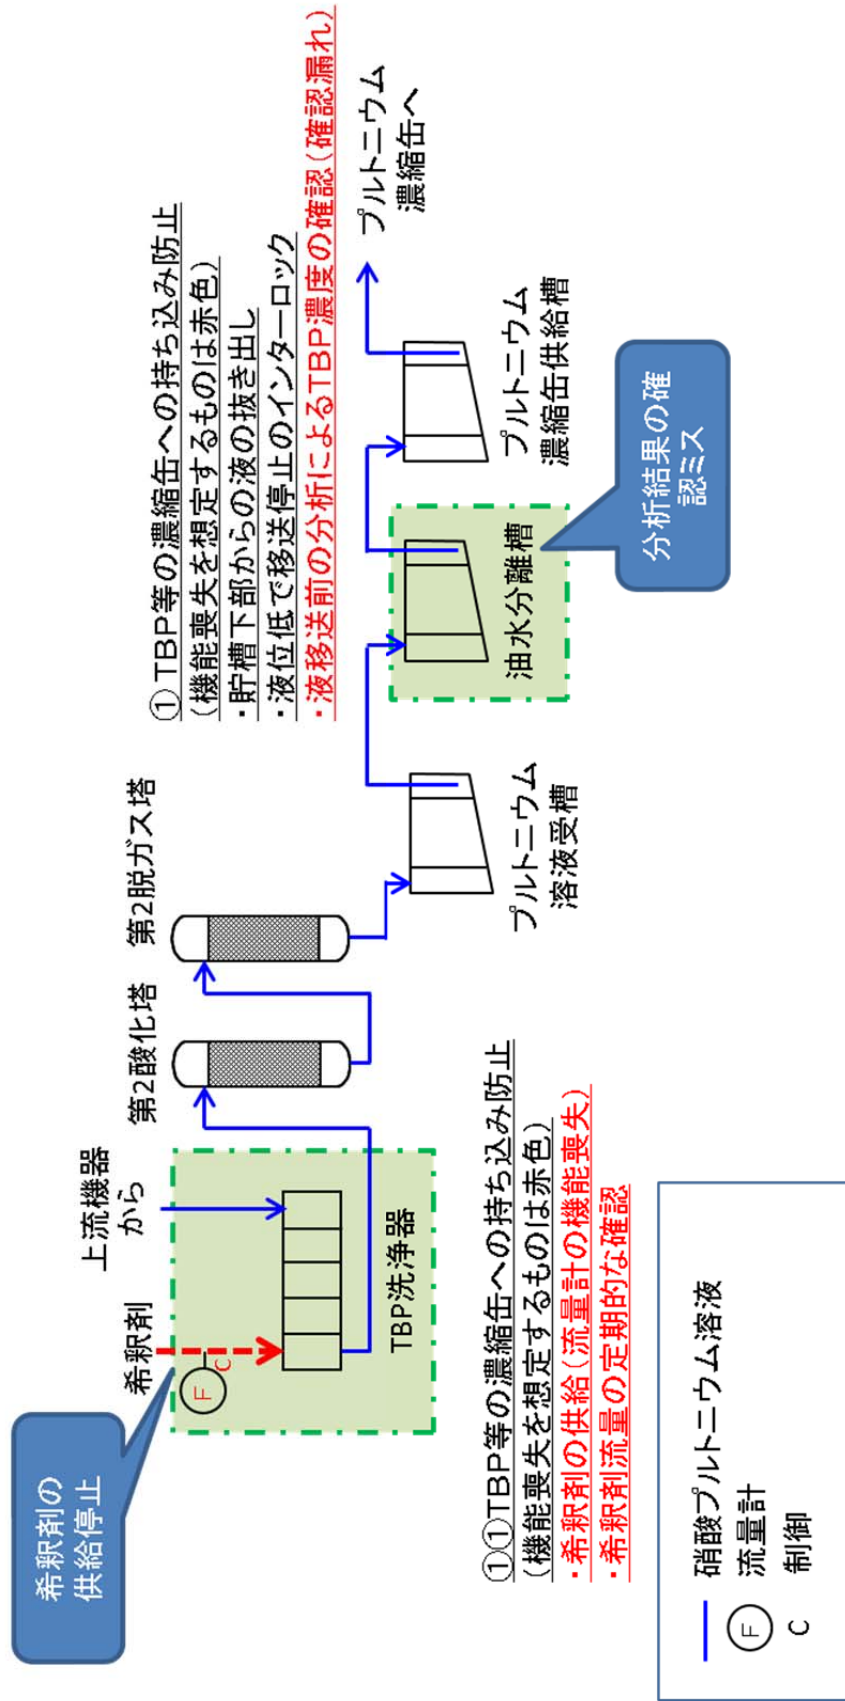 希釈剤の
供給停止
希釈剤
上流機器
から
F
C
TBP洗浄器
第2酸化塔
第2脱ガス塔
①TBP等の濃縮缶への持ち込み防止
(機能喪失を想定するものは赤色)
・貯槽下部からの液の抜き出し
・液位低で移送停止のインターロック
・液移送前の分析によるTBP濃度の確認(確認漏れ)
プルトニウム
溶液受槽
油水分離槽
プルトニウム
濃縮缶供給槽
プルトニウム
濃縮缶へ
分析結果の確
認ミス
①①TBP等の濃縮缶への持ち込み防止
(機能喪失を想定するものは赤色)
・希釈剤の供給(流量計の機能喪失)
・希釈剤流量の定期的な確認
硝酸プルトニウム溶液
F 流量計
C 制御